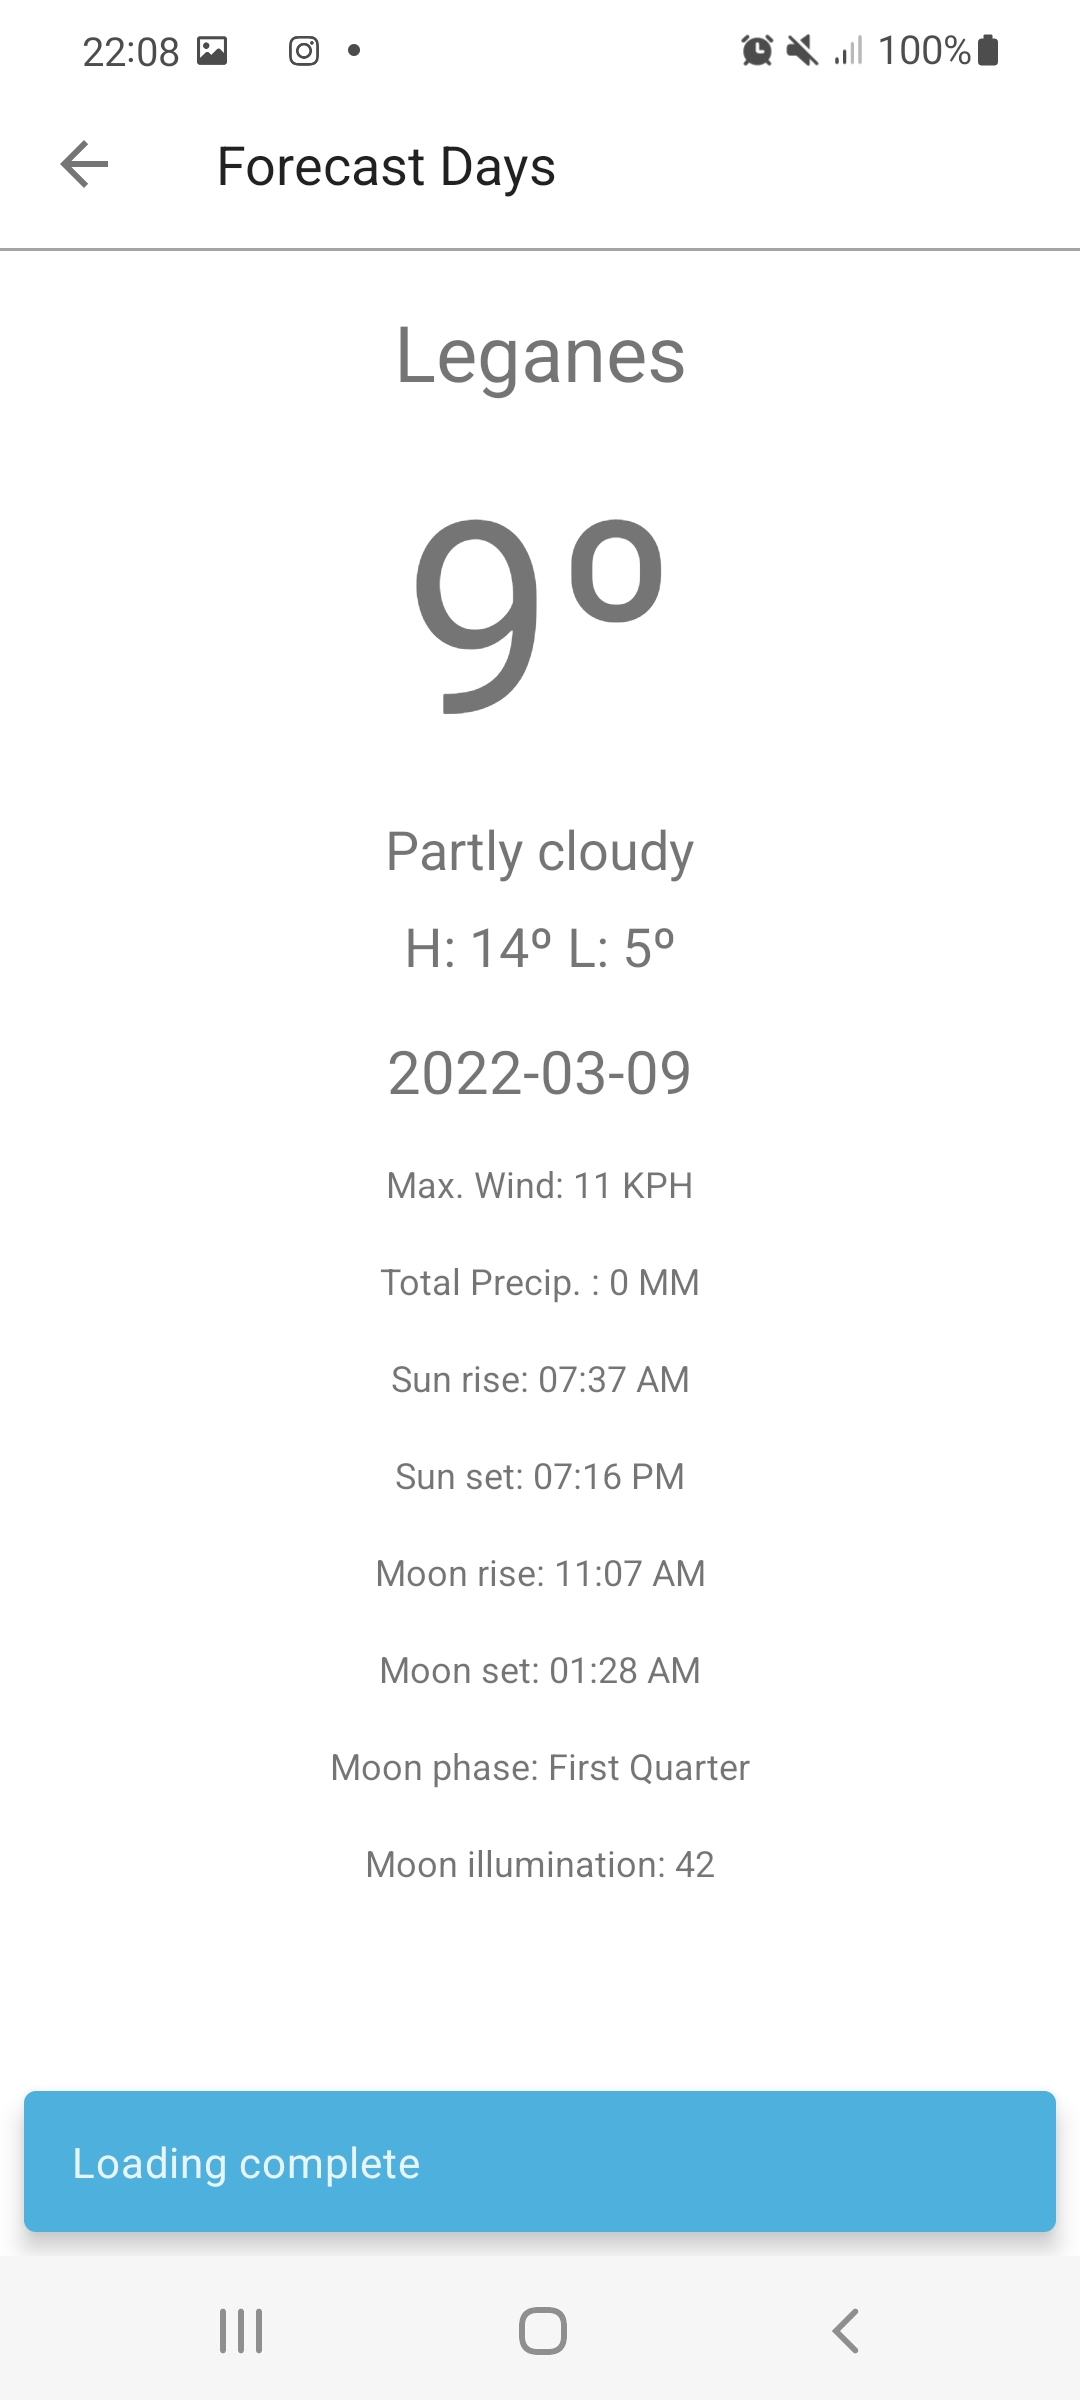 22:08 100%
Forecast Days
Leganes
9º
Partly cloudy
H: 14º L: 5º
2022-03-09
Max. Wind: 11 KPH
Total Precip. : 0 MM
Sun rise: 07:37 AM
Sun set: 07:16 PM
Moon rise: 11:07 AM
Moon set: 01:28 AM
Moon phase: First Quarter
Moon illumination: 42
Loading complete